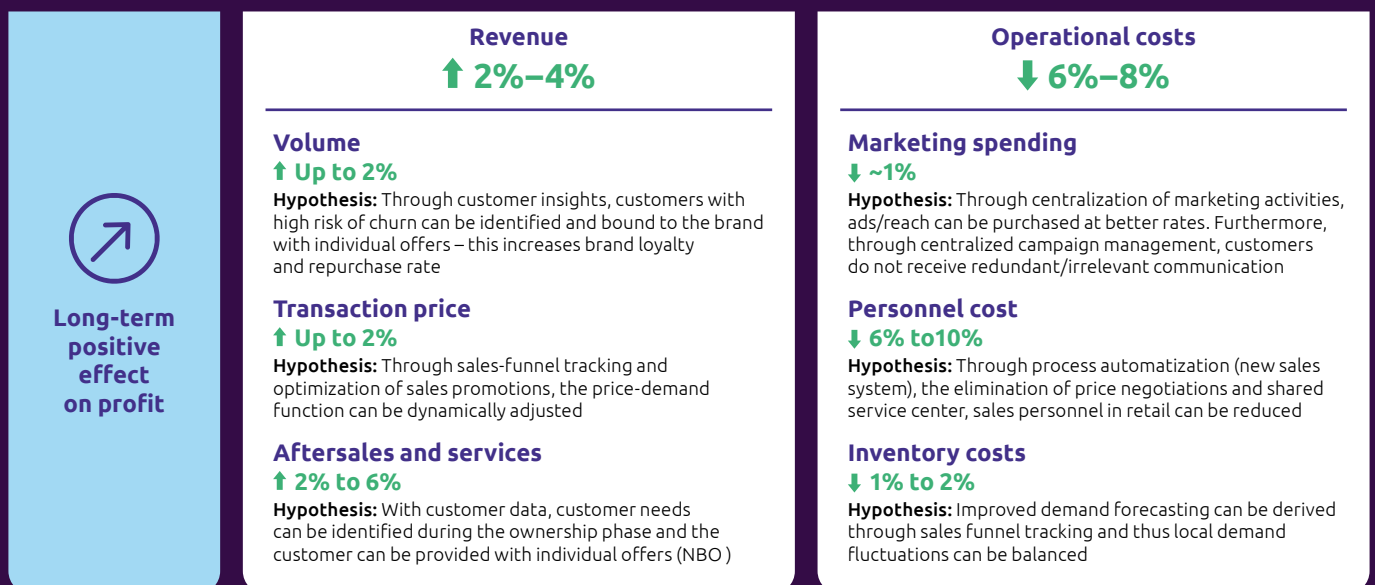 Long-term
positive
effect
on profit
Revenue
2%–4%
Volume
Up to 2%
Hypothesis: Through customer insights, customers with
high risk of churn can be identified and bound to the brand
with individual offers – this increases brand loyalty
and repurchase rate
Transaction price
Up to 2%
Hypothesis: Through sales-funnel tracking and
optimization of sales promotions, the price-demand
function can be dynamically adjusted
Aftersales and services
2% to 6%
Hypothesis: With customer data, customer needs
can be identified during the ownership phase and the
customer can be provided with individual offers (NBO )
Operational costs
6%–8%
Marketing spending
~1%
Hypothesis: Through centralization of marketing activities,
ads/reach can be purchased at better rates. Furthermore,
through centralized campaign management, customers
do not receive redundant/irrelevant communication
Personnel cost
6% to10%
Hypothesis: Through process automatization (new sales
system), the elimination of price negotiations and shared
service center, sales personnel in retail can be reduced
Inventory costs
1% to 2%
Hypothesis: Improved demand forecasting can be derived
through sales funnel tracking and thus local demand
fluctuations can be balanced